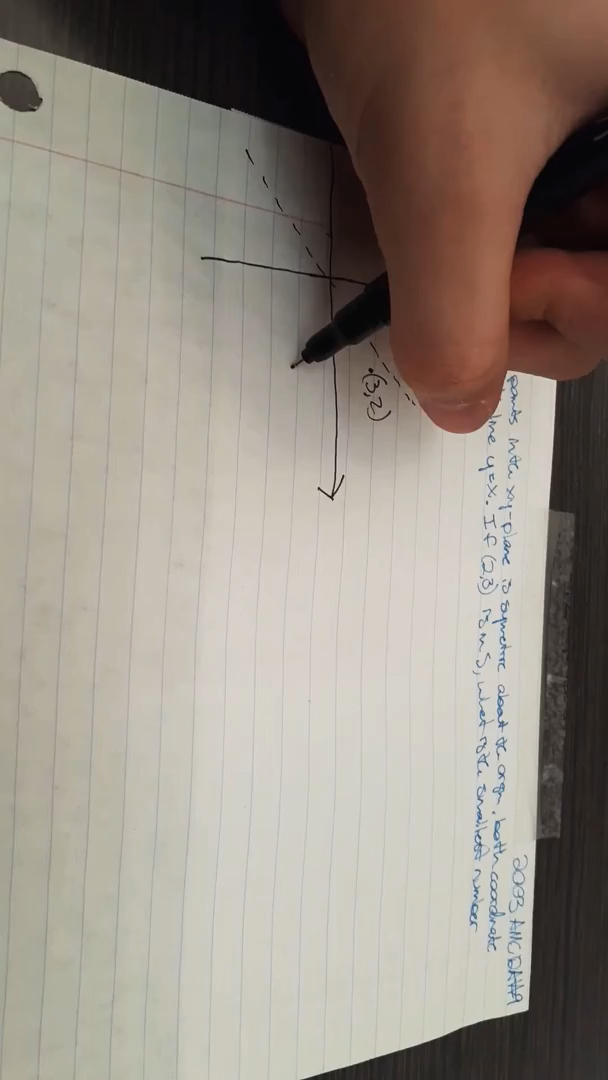 2003 AMC 12A #9
points in the xy-plane is symmetric about the origin, both coordinate
line y=x. If (2,3) is in S, what is the smallest number
(3,2)